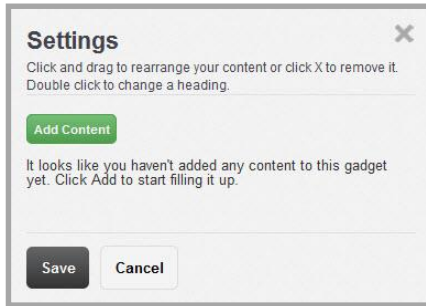 Settings
Click and drag to rearrange your content or click X to remove it.
Double click to change a heading.
Add Content
It looks like you haven't added any content to this gadget
yet. Click Add to start filling it up.
Save Cancel